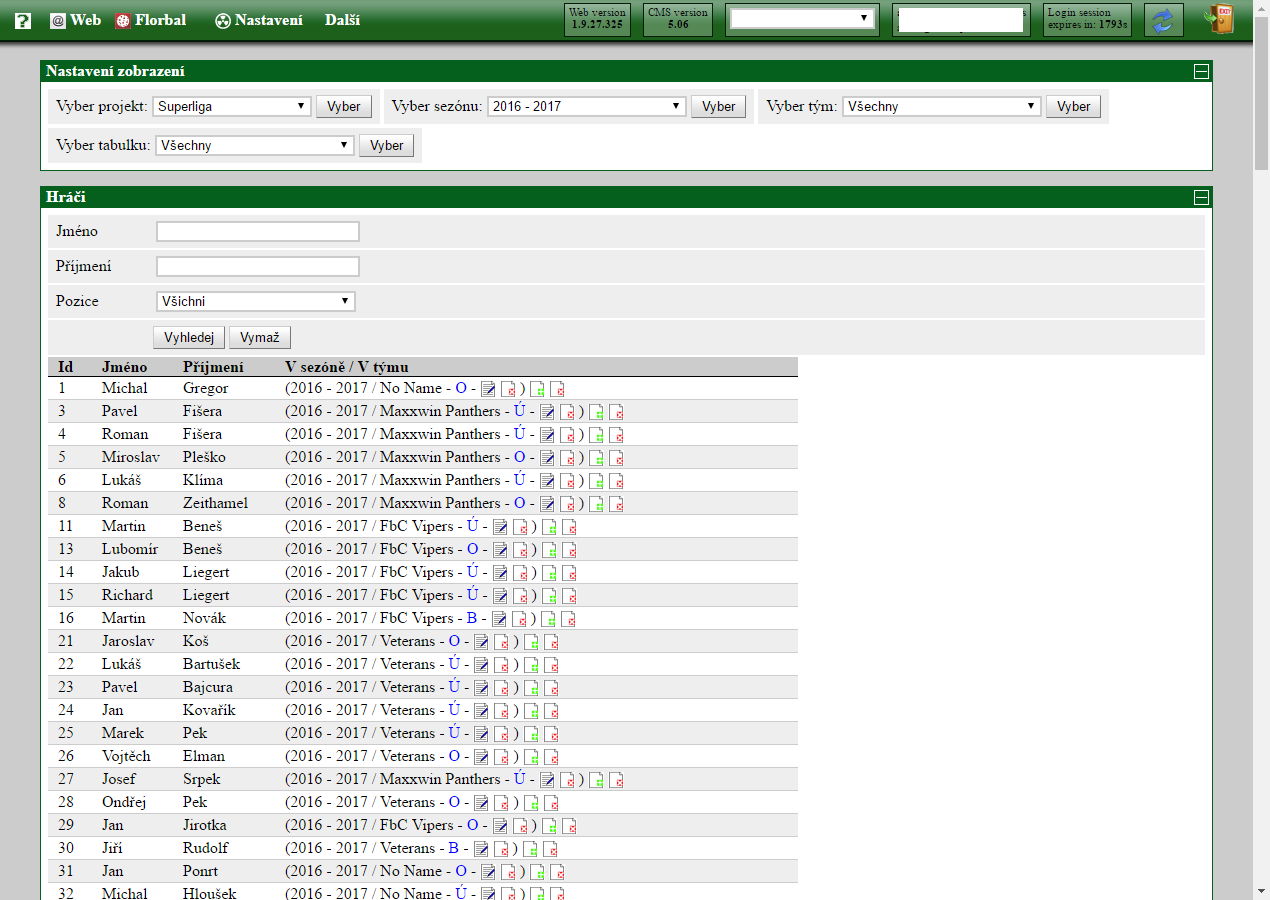 ? Web Florbal Nastavení Další
Web version CMS version Login session
1.9.27.325 5.06 expires in: 1793s
EXIT
Nastavení zobrazení
Vyber projekt: Superliga Vyber Vyber sezónu: 2016 - 2017 Vyber Vyber tým: Všechny Vyber
Vyber tabulku: Všechny Vyber
Hráči
Jméno
Příjmení
Pozice Všichni
Vyhledej Vymaž
Id Jméno Příjmení V sezóně / V týmu
1 Michal Gregor (2016 - 2017 / No Name - O - )
3 Pavel Fišera (2016 - 2017 / Maxxwin Panthers - Ú - )
4 Roman Fišera (2016 - 2017 / Maxxwin Panthers - Ú - )
5 Miroslav Pleško (2016 - 2017 / Maxxwin Panthers - O - )
6 Lukáš Klíma (2016 - 2017 / Maxxwin Panthers - Ú - )
8 Roman Zeithamel (2016 - 2017 / Maxxwin Panthers - O - )
11 Martin Beneš (2016 - 2017 / FbC Vipers - Ú - )
13 Lubomír Beneš (2016 - 2017 / FbC Vipers - O - )
14 Jakub Liegert (2016 - 2017 / FbC Vipers - Ú - )
15 Richard Liegert (2016 - 2017 / FbC Vipers - Ú - )
16 Martin Novák (2016 - 2017 / FbC Vipers - B - )
21 Jaroslav Koš (2016 - 2017 / Veterans - O - )
22 Lukáš Bartušek (2016 - 2017 / Veterans - Ú - )
23 Pavel Bajcura (2016 - 2017 / Veterans - Ú - )
24 Jan Kovařík (2016 - 2017 / Veterans - Ú - )
25 Marek Pek (2016 - 2017 / Veterans - Ú - )
26 Vojtěch Elman (2016 - 2017 / Veterans - O - )
27 Josef Srpek (2016 - 2017 / Maxxwin Panthers - Ú - )
28 Ondřej Pek (2016 - 2017 / Veterans - O - )
29 Jan Jirotka (2016 - 2017 / FbC Vipers - O - )
30 Jiří Rudolf (2016 - 2017 / Veterans - B - )
31 Jan Ponrt (2016 - 2017 / No Name - O - )
32 Michal Hloušek (2016 - 2017 / No Name - Ú - )